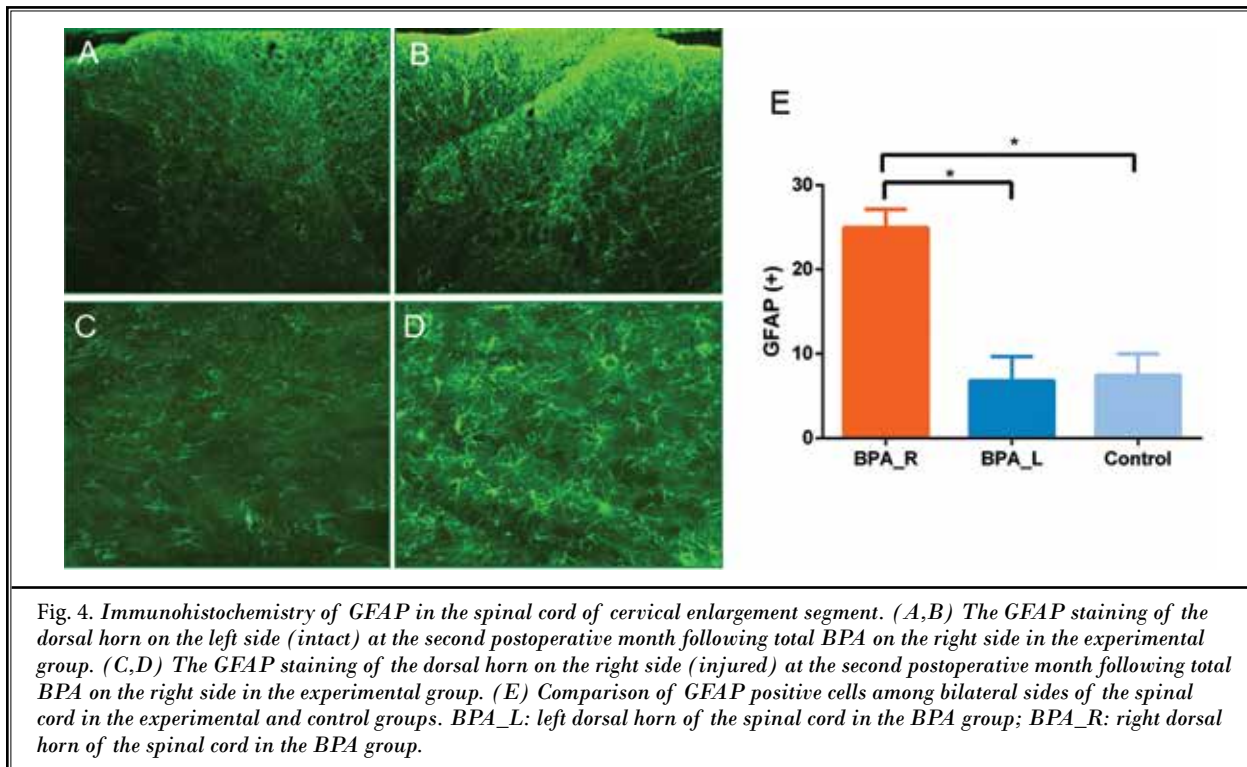 A
B
C
D
E
*
*
30
20
10
0
GFAP (+)
BPA_R
BPA_L
Control
Fig. 4. Immunohistochemistry of GFAP in the spinal cord of cervical enlargement segment. (A,B) The GFAP staining of the
dorsal horn on the left side (intact) at the second postoperative month following total BPA on the right side in the experimental
group. (C,D) The GFAP staining of the dorsal horn on the right side (injured) at the second postoperative month following total
BPA on the right side in the experimental group. (E) Comparison of GFAP positive cells among bilateral sides of the spinal
cord in the experimental and control groups. BPA_L: left dorsal horn of the spinal cord in the BPA group; BPA_R: right dorsal
horn of the spinal cord in the BPA group.